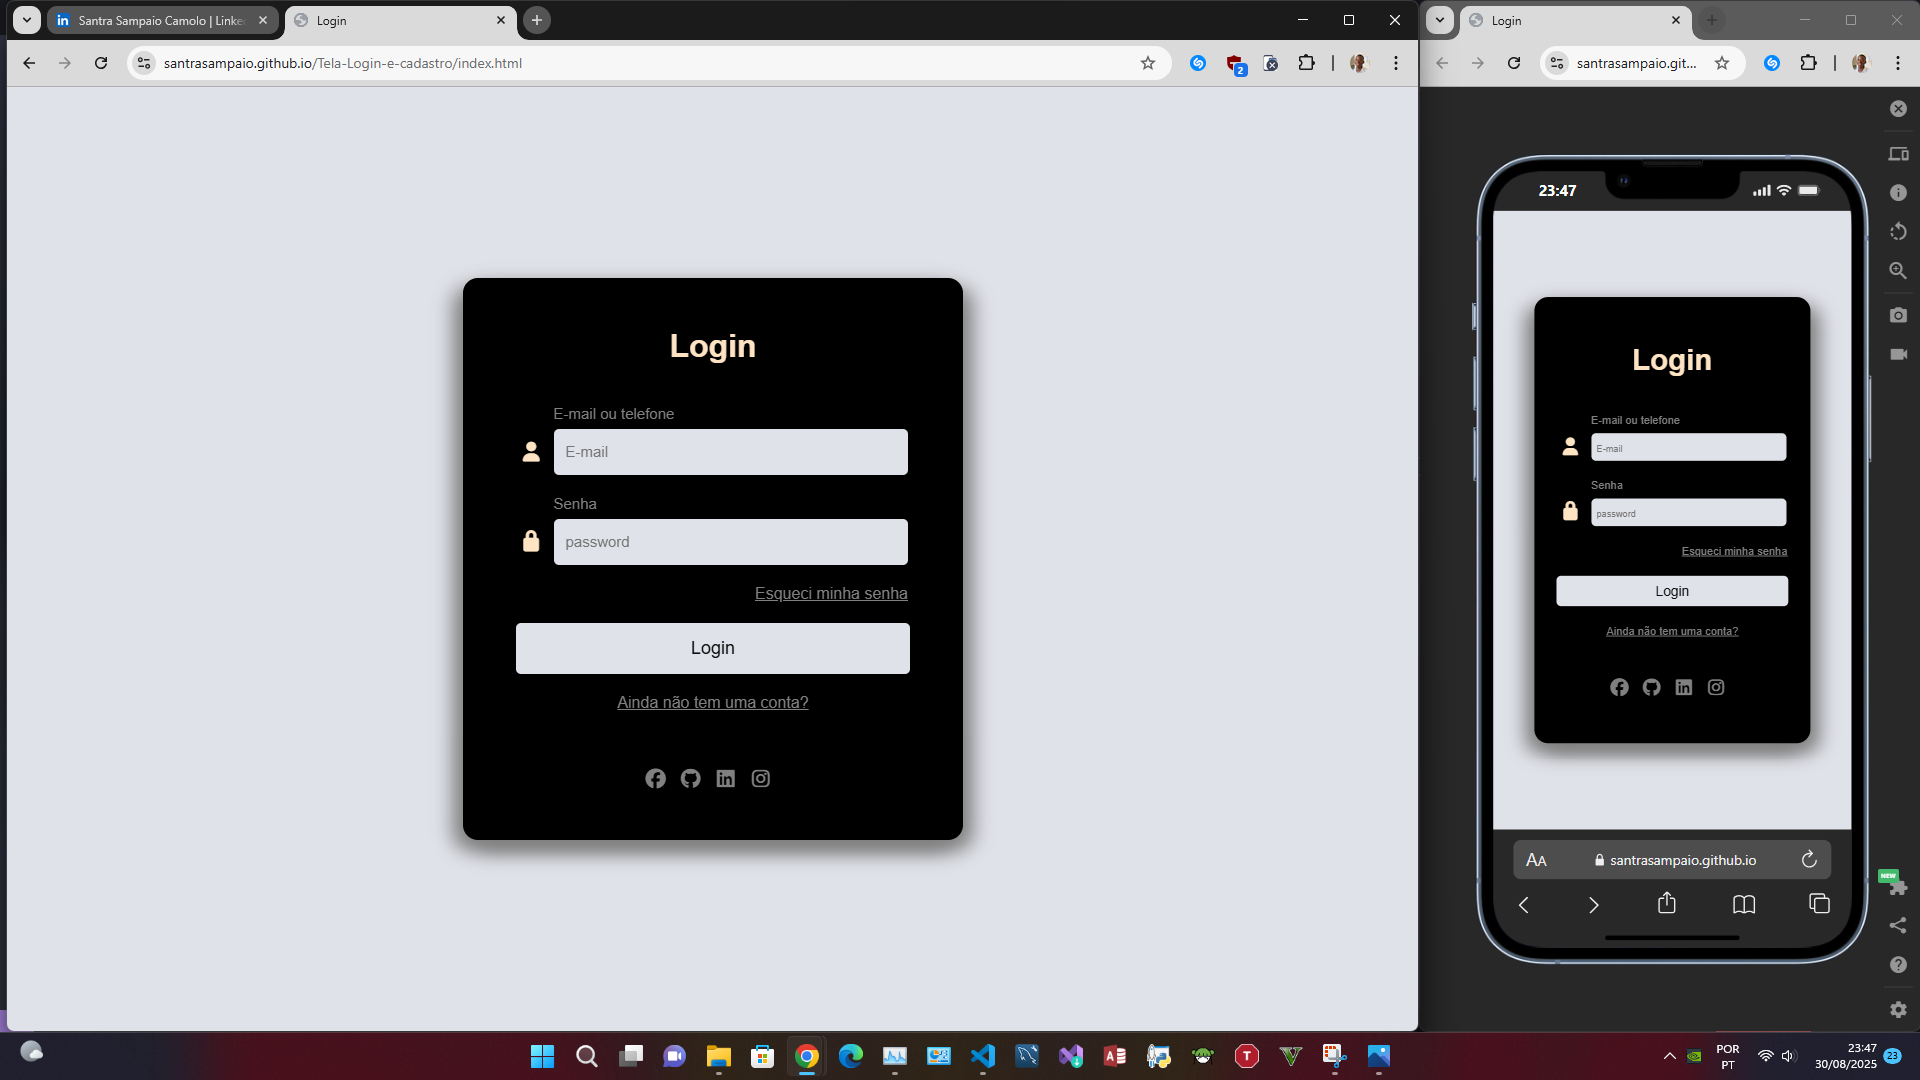 Santra Sampaio Camolo | Linke
Login
santrasampaio.github.io/Tela-Login-e-cadastro/index.html
2
Login
E-mail ou telefone
E-mail
Senha
password
Esqueci minha senha
Login
Ainda não tem uma conta?
Login
santrasampaio.git...
23:47
Login
E-mail ou telefone
E-mail
Senha
password
Esqueci minha senha
Login
Ainda não tem uma conta?
AA
santrasampaio.github.io
NEW
POR
PT
23:47
30/08/2025
23